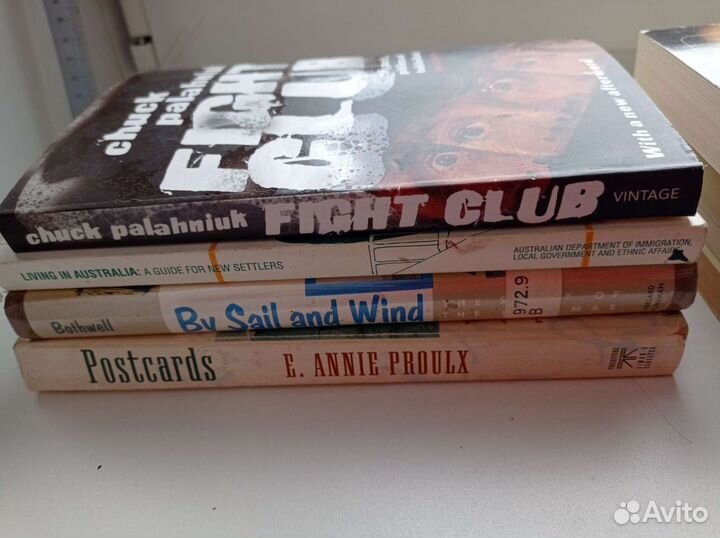 chuck
palahniuk
FIGHT
CLUB
With a new afterword
chuck palahniuk FIGHT CLUB VINTAGE
LIVING IN AUSTRALIA: A GUIDE FOR NEW SETTLERS
AUSTRALIAN DEPARTMENT OF IMMIGRATION,
LOCAL GOVERNMENT AND ETHNIC AFFAIRS
Bothwell By Sail and Wind
THE OF
972.9
B
Postcards E. ANNIE PROULX
Avito